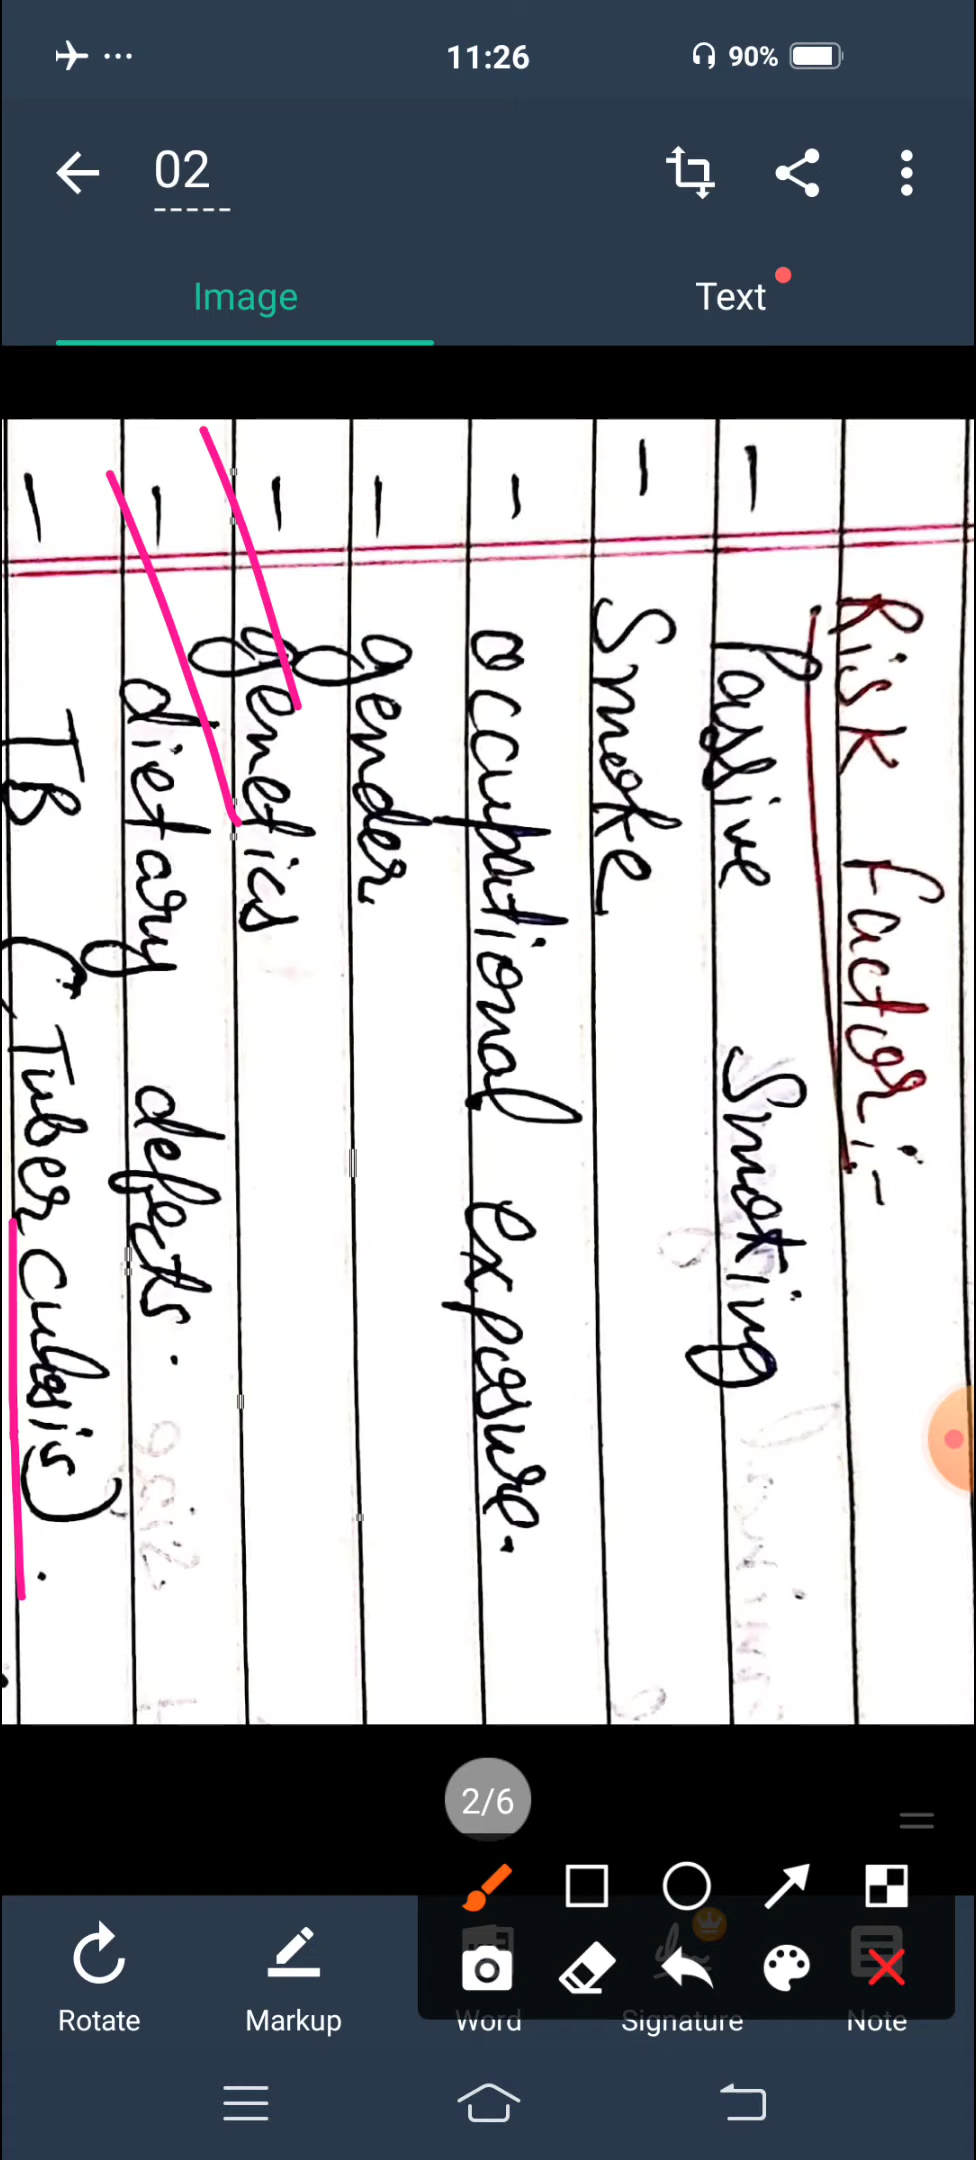 11:26
90%
02
Image
Text
Risk factor :-
- Passive Smoking
- Smoke
- occupational exposure.
- gender
- genetics
- dietary defects.
- TB (Tuberculosis).
2/6
Rotate
Markup
Word
Signature
Note